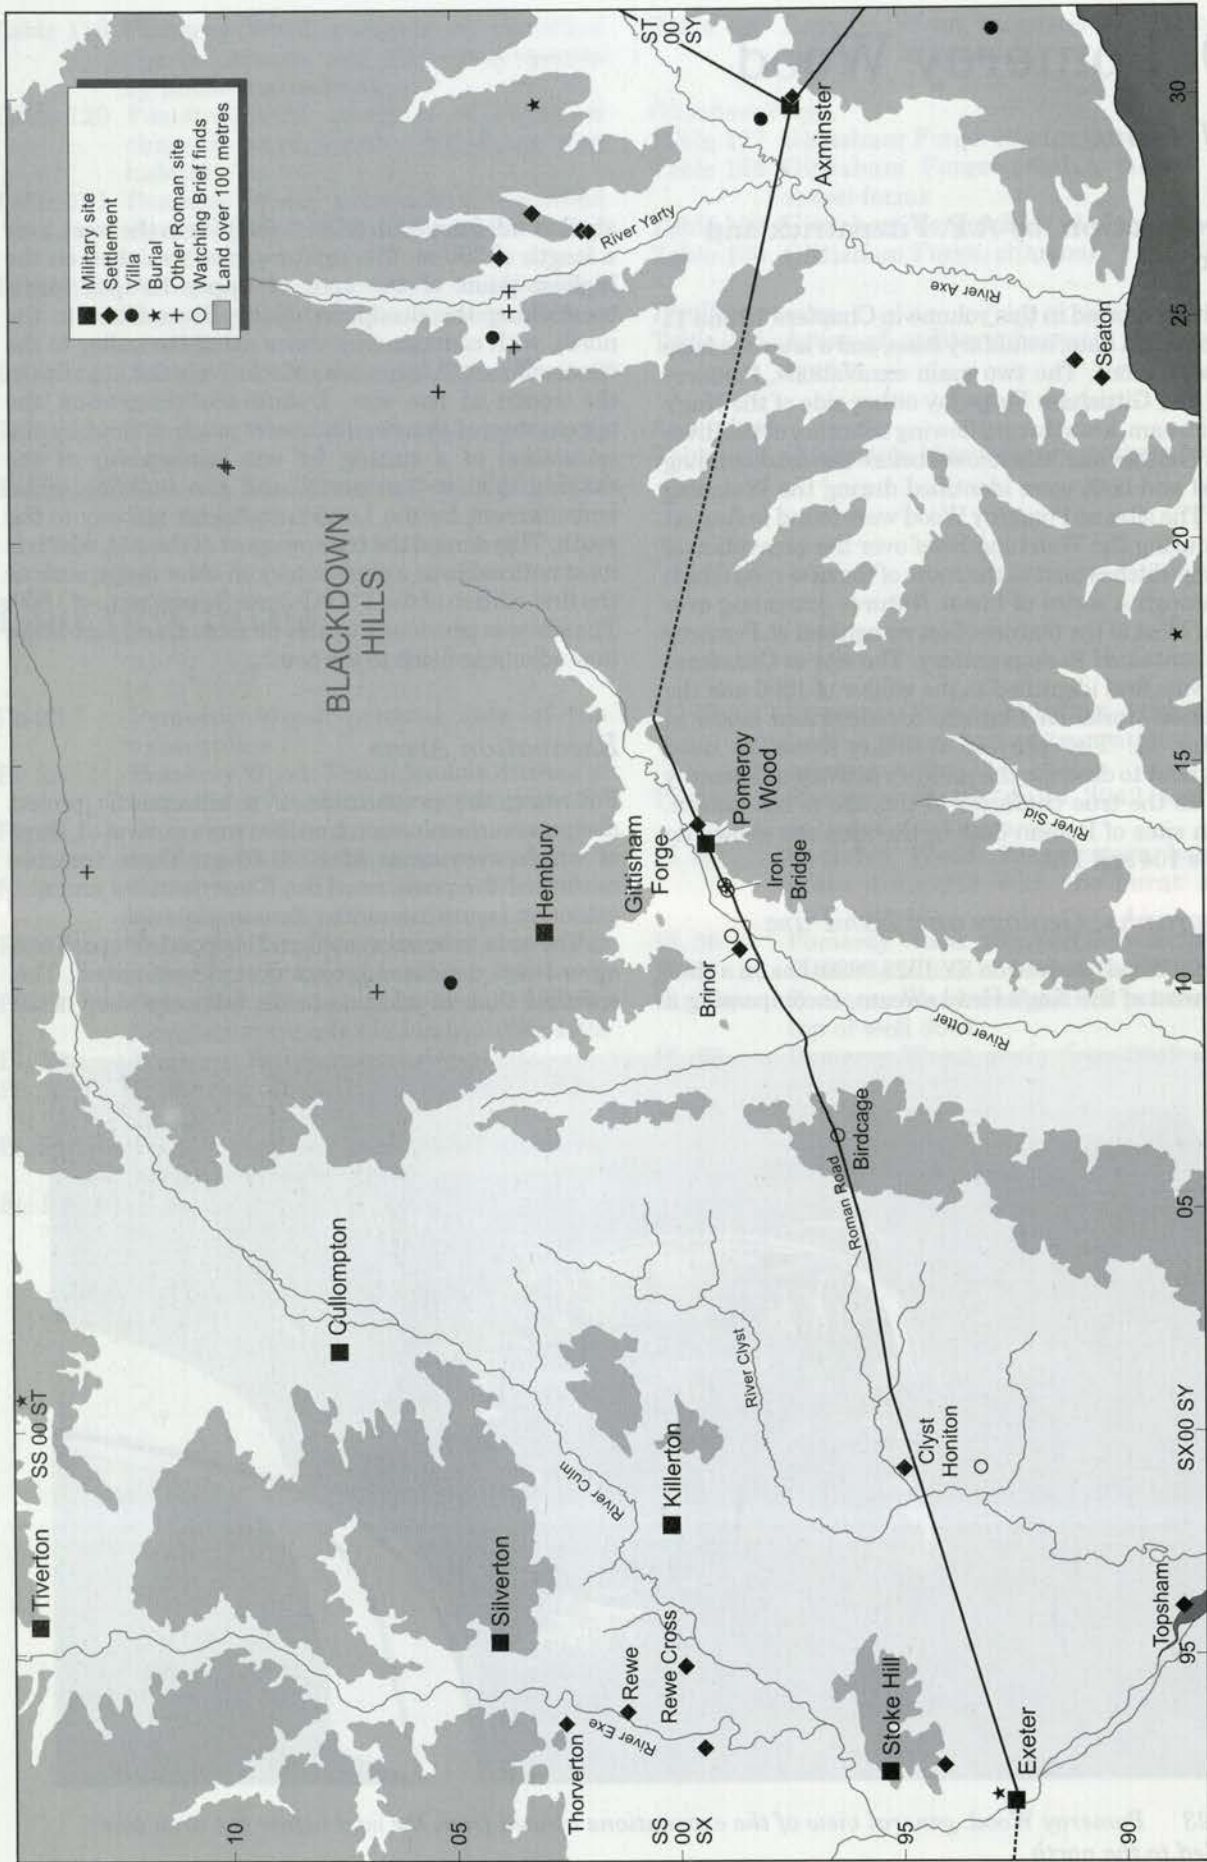 Tiverton
SS 00 ST
Military site
Settlement
Villa
Burial
Other Roman site
Watching Brief finds
Land over 100 metres
10
Cullompton
BLACKDOWN
HILLS
05
Silverton
Hembury
River Yarty
Thorverton
Rewe
River Exe
Rewe Cross
River Culm
Killerton
Gittisham
Forge
SS
00
SX
ST
00
SY
Pomeroy
Wood
Brinor
Iron
Bridge
River Clyst
Axminster
Stoke Hill
Roman Road
Birdcage
95
Clyst
Honiton
River Otter
River Sid
River Axe
Exeter
Seaton
90
Topsham
95
SX00 SY
05
10
15
20
25
30